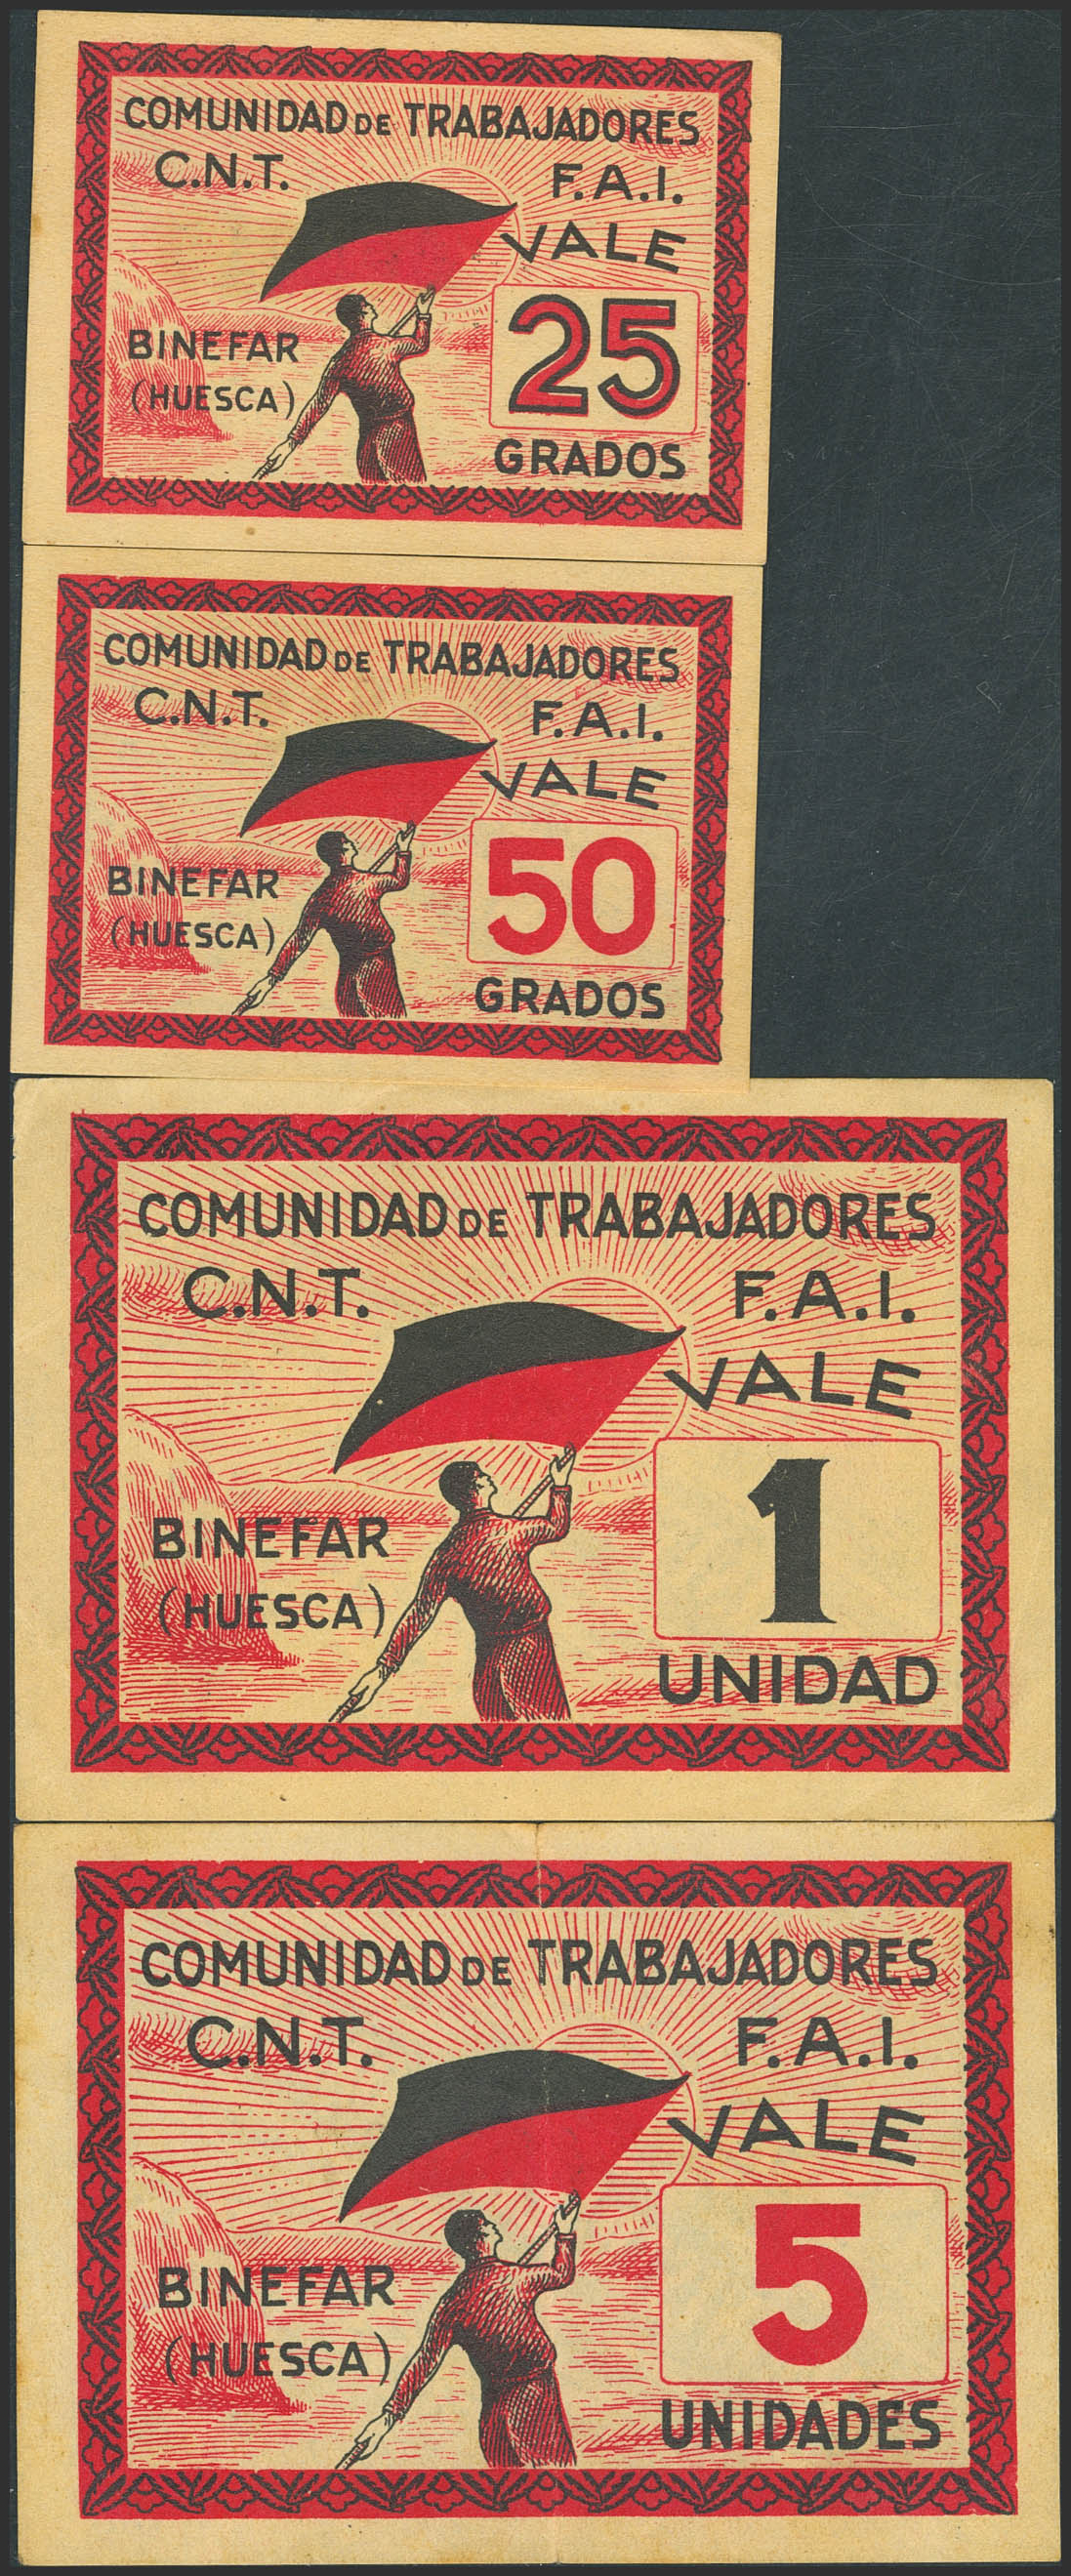 COMUNIDAD DE TRABAJADORES
C.N.T. F.A.I.
VALE
25
BINEFAR
(HUESCA)
GRADOS
COMUNIDAD DE TRABAJADORES
C.N.T. F.A.I.
VALE
50
BINEFAR
(HUESCA)
GRADOS
COMUNIDAD DE TRABAJADORES
C.N.T. F.A.I.
VALE
1
BINEFAR
(HUESCA)
UNIDAD
COMUNIDAD DE TRABAJADORES
C.N.T. F.A.I.
VALE
5
BINEFAR
(HUESCA)
UNIDADES